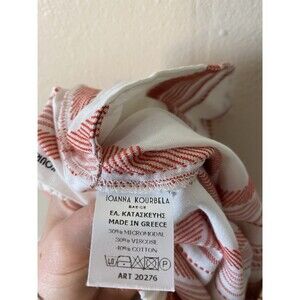 IOANNA KOURBELA
ΕΛ. ΚΑΤΑΣΚΕΥΗΣ
MADE IN GREECE
30% MICROMODAL
30% VISCOSE
40% COTTON
P
ART 20276